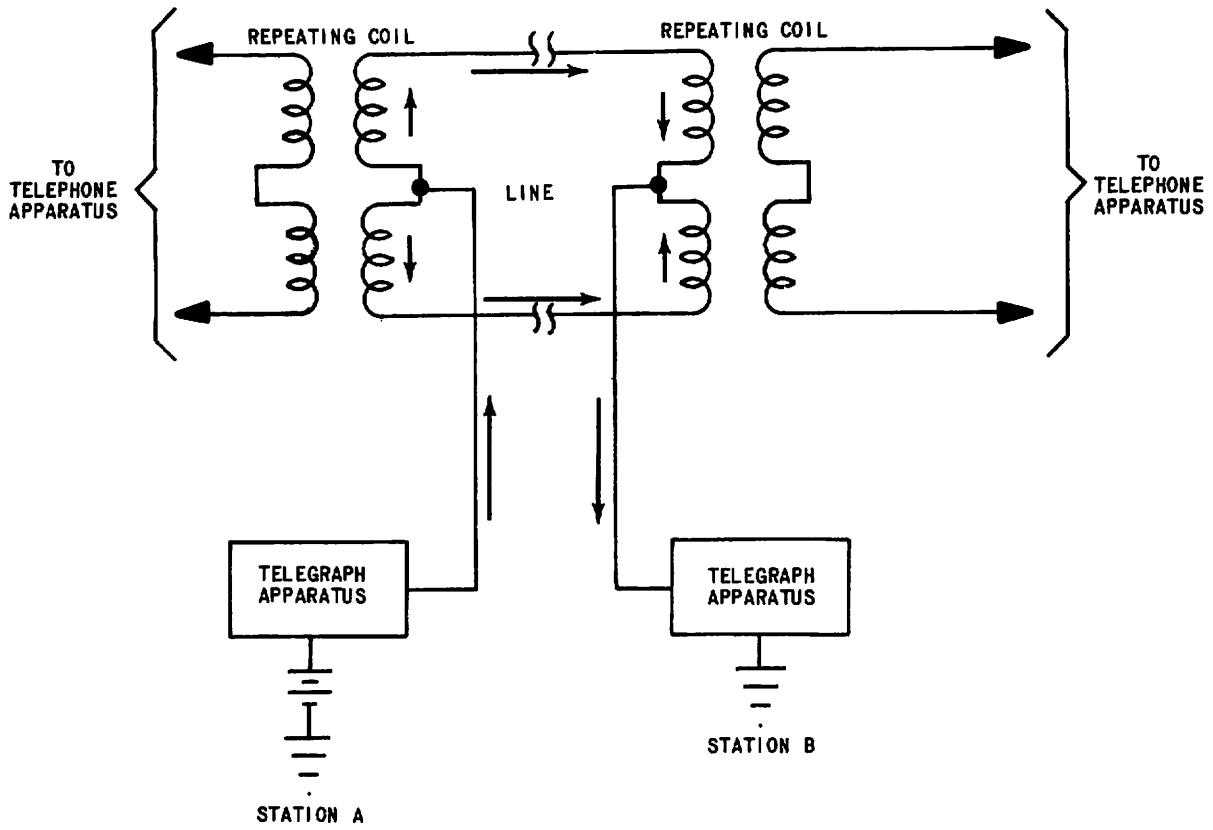 REPEATING COIL
REPEATING COIL
TO
TELEPHONE
APPARATUS
LINE
TO
TELEPHONE
APPARATUS
TELEGRAPH
APPARATUS
TELEGRAPH
APPARATUS
STATION B
STATION A